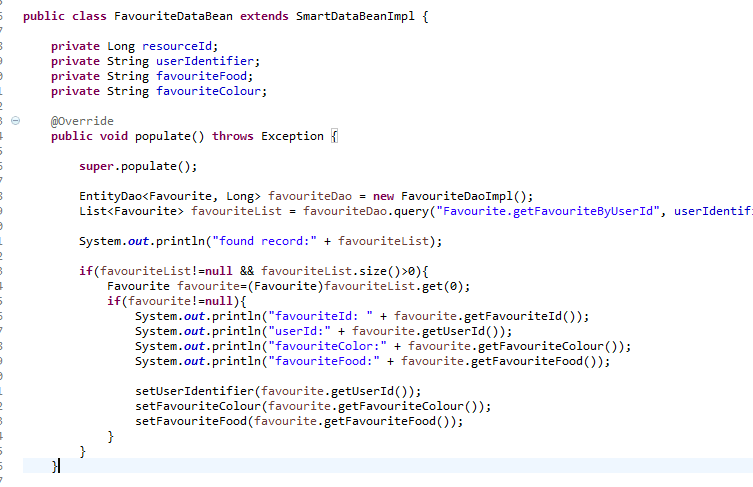 public class FavouriteDataBean extends SmartDataBeanImpl {
private Long resourceId;
private String userIdentifier;
private String favouriteFood;
private String favouriteColour;
@Override
public void populate() throws Exception {
super.populate();
EntityDao<Favourite, Long> favouriteDao = new FavouriteDaoImpl();
List<Favourite> favouriteList = favouriteDao.query("Favourite.getFavouriteByUserId", userIdentifi
System.out.println("found record:" + favouriteList);
if(favouriteList!=null && favouriteList.size()>0){
Favourite favourite=(Favourite)favouriteList.get(0);
if(favourite!=null){
System.out.println("favouriteId: " + favourite.getFavouriteId());
System.out.println("userId:" + favourite.getUserId());
System.out.println("favouriteColor:" + favourite.getFavouriteColour());
System.out.println("favouriteFood:" + favourite.getFavouriteFood());
setUserIdentifier(favourite.getUserId());
setFavouriteColour(favourite.getFavouriteColour());
setFavouriteFood(favourite.getFavouriteFood());
}
}
}